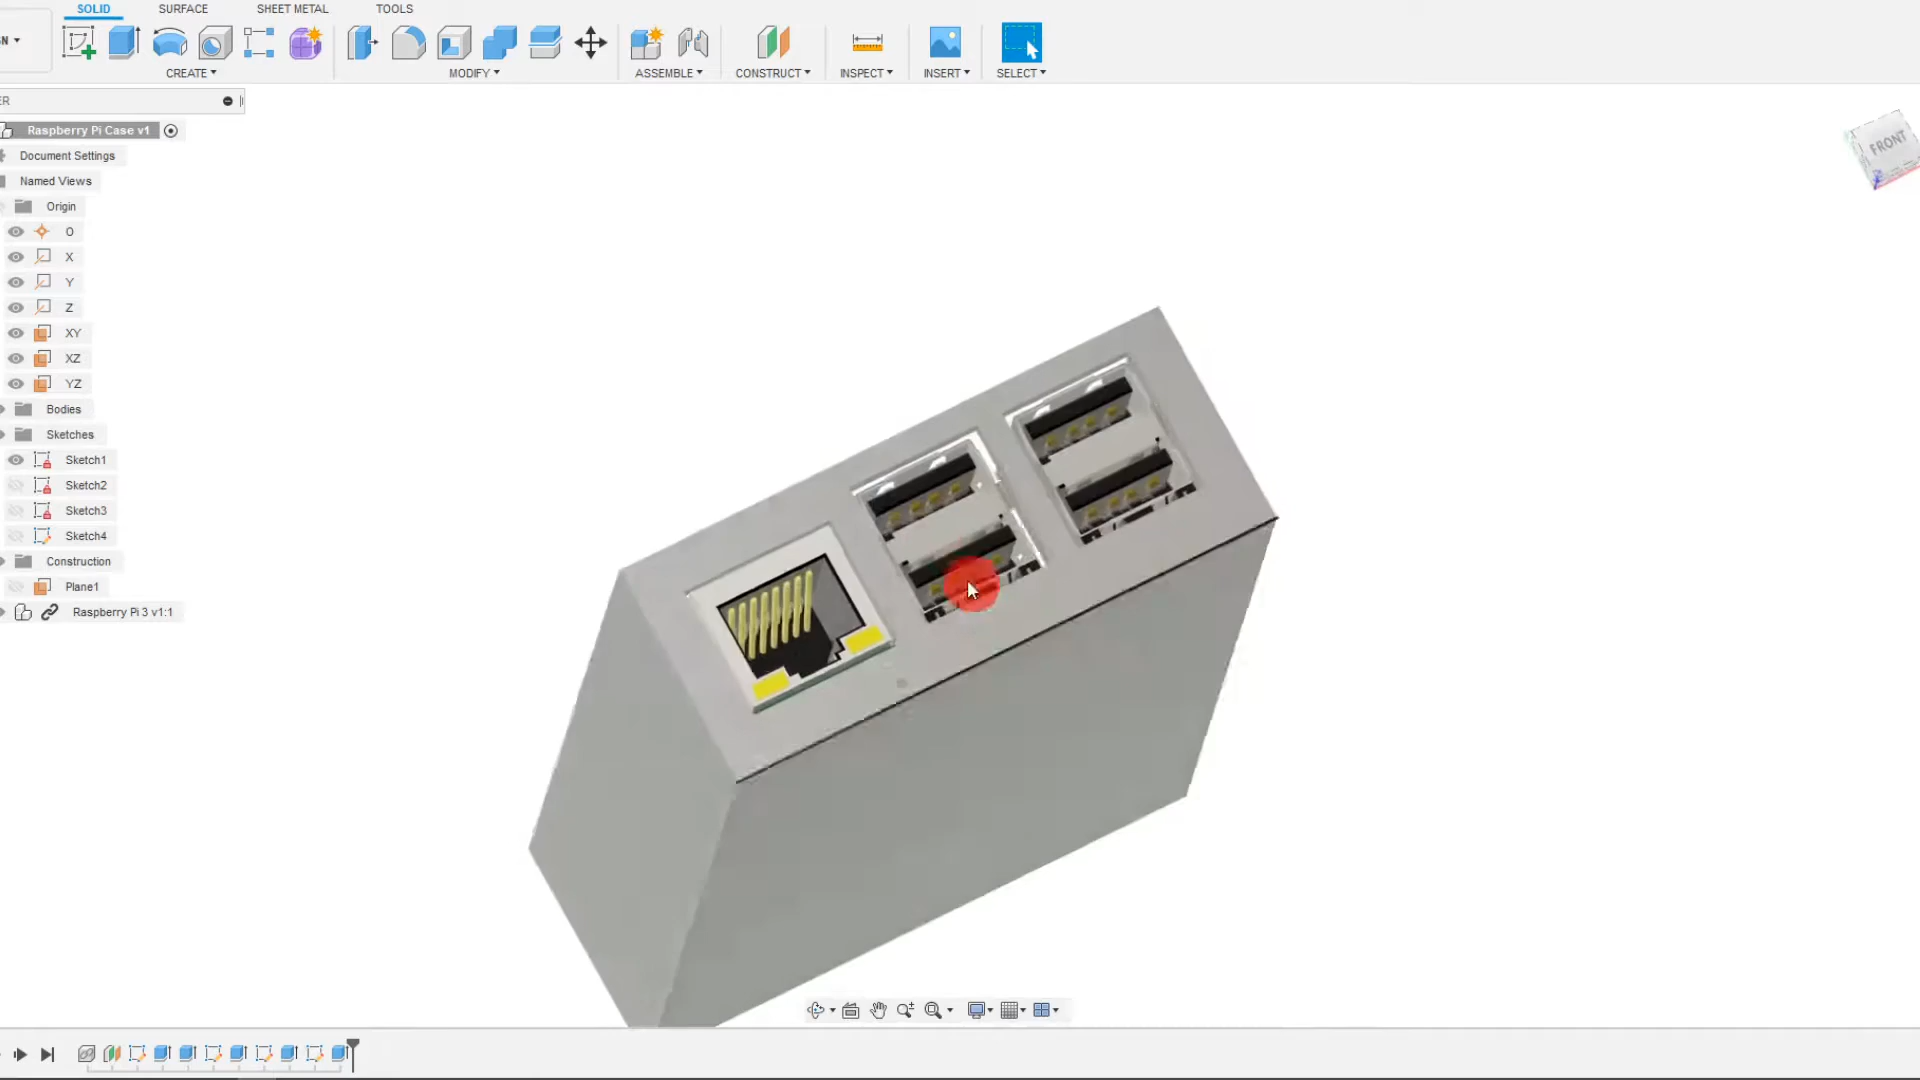 SOLID SURFACE SHEET METAL TOOLS
N
CREATE MODIFY ASSEMBLE CONSTRUCT INSPECT INSERT SELECT
ER
Raspberry Pi Case v1
Document Settings
Named Views
Origin
O
X
Y
Z
XY
XZ
YZ
Bodies
Sketches
Sketch1
Sketch2
Sketch3
Sketch4
Construction
Plane1
Raspberry Pi 3 v1:1
FRONT